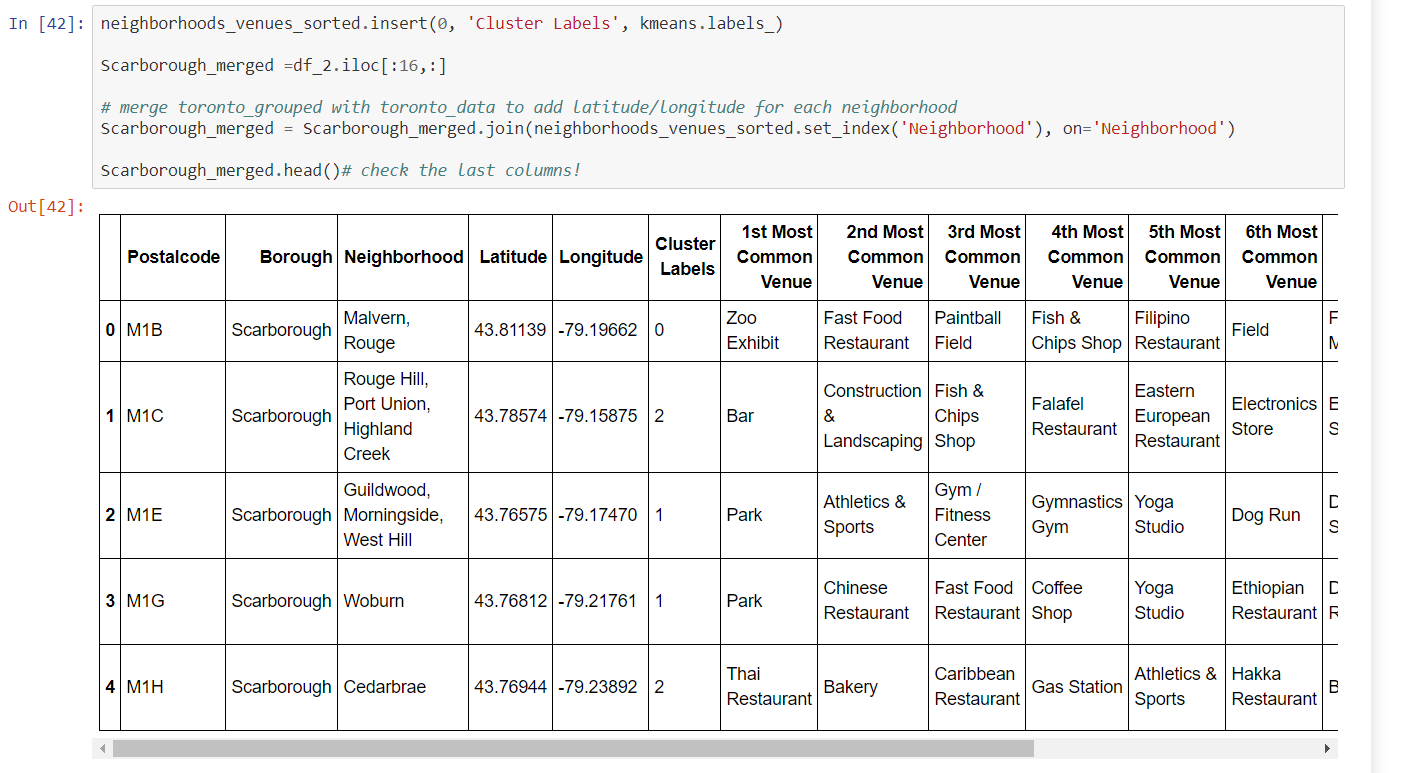 In [42]: neighborhoods_venues_sorted.insert(0, 'Cluster Labels', kmeans.labels_)
Scarborough_merged =df_2.iloc[:16,:]
# merge toronto_grouped with toronto_data to add latitude/longitude for each neighborhood
Scarborough_merged = Scarborough_merged.join(neighborhoods_venues_sorted.set_index('Neighborhood'), on='Neighborhood')
Scarborough_merged.head()# check the last columns!
Out[42]:
Postalcode Borough Neighborhood Latitude Longitude Cluster Labels 1st Most Common Venue 2nd Most Common Venue 3rd Most Common Venue 4th Most Common Venue 5th Most Common Venue 6th Most Common Venue
0 M1B Scarborough Malvern, Rouge 43.81139 -79.19662 0 Zoo Exhibit Fast Food Restaurant Paintball Field Fish & Chips Shop Filipino Restaurant Field
1 M1C Scarborough Rouge Hill, Port Union, Highland Creek 43.78574 -79.15875 2 Bar Construction & Landscaping Fish & Chips Shop Falafel Restaurant Eastern European Restaurant Electronics Store
2 M1E Scarborough Guildwood, Morningside, West Hill 43.76575 -79.17470 1 Park Athletics & Sports Gym / Fitness Center Gymnastics Gym Yoga Studio Dog Run
3 M1G Scarborough Woburn 43.76812 -79.21761 1 Park Chinese Restaurant Fast Food Restaurant Coffee Shop Yoga Studio Ethiopian Restaurant
4 M1H Scarborough Cedarbrae 43.76944 -79.23892 2 Thai Restaurant Bakery Caribbean Restaurant Gas Station Athletics & Sports Hakka Restaurant